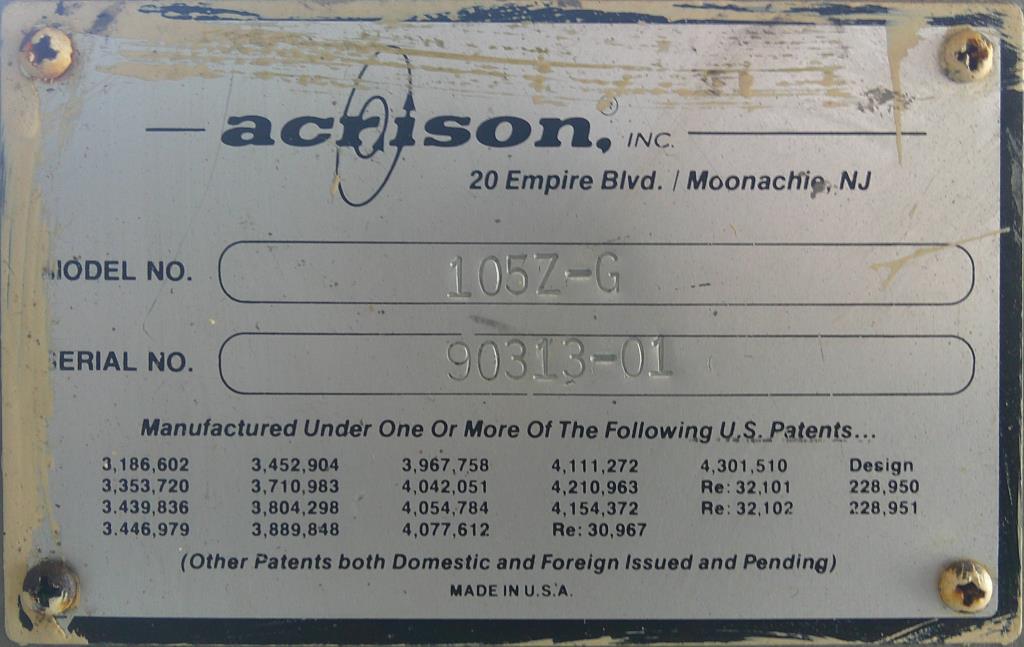 acrison, INC.
20 Empire Blvd. / Moonachie, NJ
MODEL NO. 105Z-G
SERIAL NO. 90313-01
Manufactured Under One Or More Of The Following U.S. Patents...
3,186,602 3,452,904 3,967,758 4,111,272 4,301,510 Design
3,353,720 3,710,983 4,042,051 4,210,963 Re: 32,101 228,950
3.439,836 3,804,298 4,054,784 4,154,372 Re: 32,102 228,951
3.446,979 3,889,848 4,077,612 Re: 30,967
(Other Patents both Domestic and Foreign Issued and Pending)
MADE IN U.S.A.